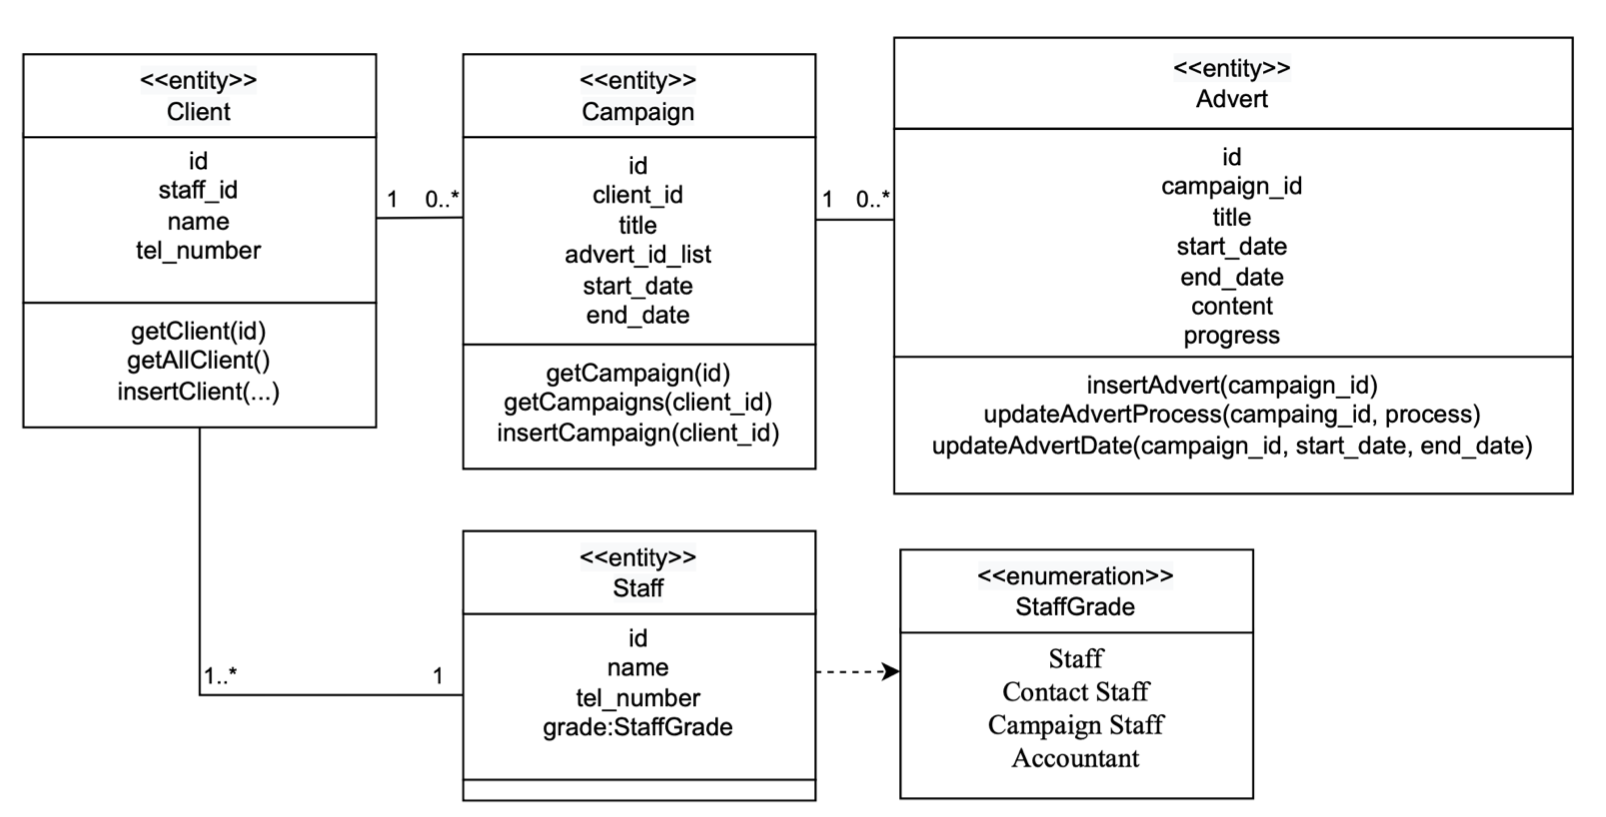 <<entity>>
Client
id
staff_id
name
tel_number
getClient(id)
getAllClient()
insertClient(...)
1
0..*
<<entity>>
Campaign
id
client_id
title
advert_id_list
start_date
end_date
getCampaign(id)
getCampaigns(client_id)
insertCampaign(client_id)
1
0..*
<<entity>>
Advert
id
campaign_id
title
start_date
end_date
content
progress
insertAdvert(campaign_id)
updateAdvertProcess(campaing_id, process)
updateAdvertDate(campaign_id, start_date, end_date)
1..*
1
<<entity>>
Staff
id
name
tel_number
grade:StaffGrade
<<enumeration>>
StaffGrade
Staff
Contact Staff
Campaign Staff
Accountant